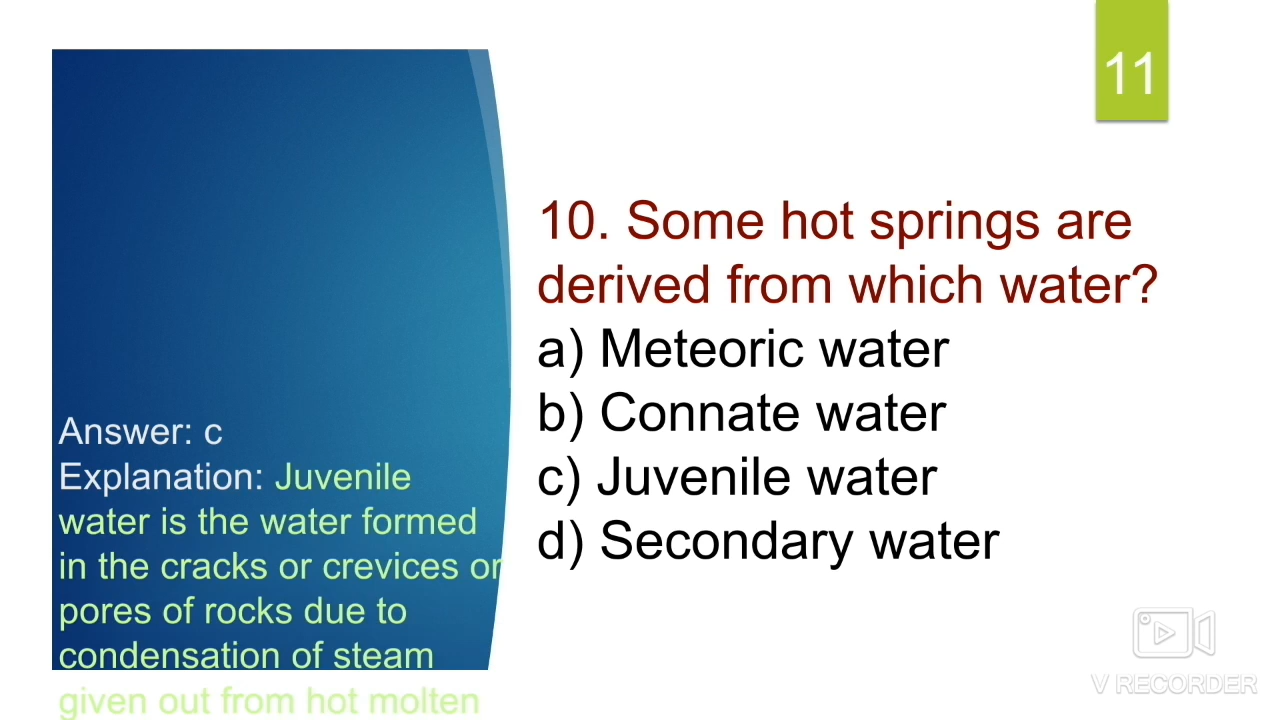 11
10. Some hot springs are
derived from which water?
a) Meteoric water
b) Connate water
c) Juvenile water
d) Secondary water
Answer: c
Explanation: Juvenile
water is the water formed
in the cracks or crevices or
pores of rocks due to
condensation of steam
given out from hot molten
V RECORDER